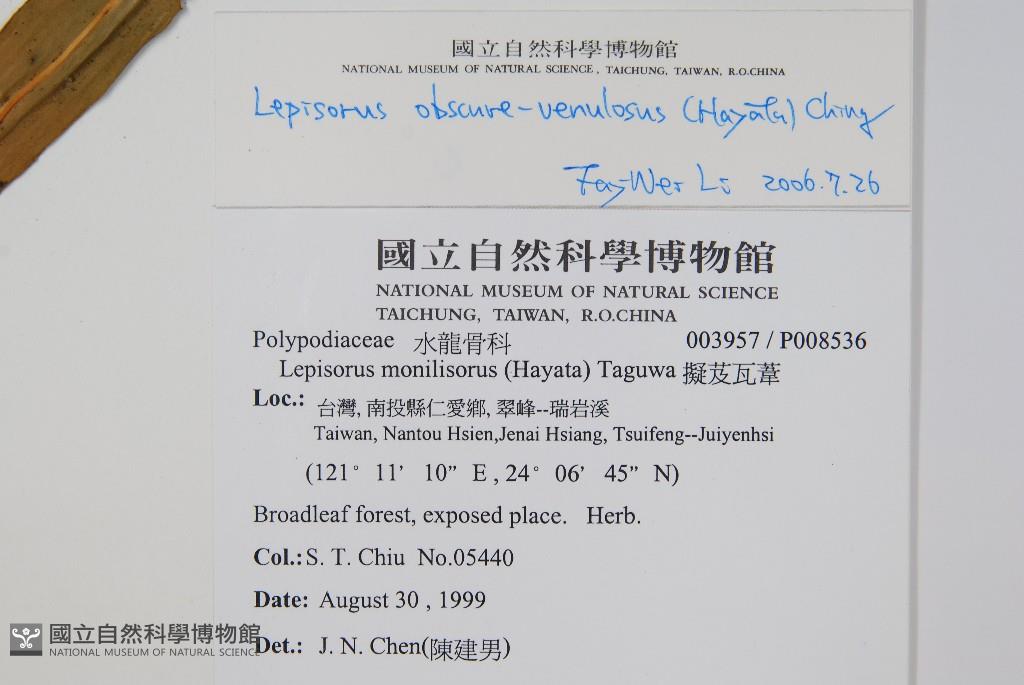 國立自然科學博物館
NATIONAL MUSEUM OF NATURAL SCIENCE, TAICHUNG, TAIWAN, R.O.CHINA
Lepisorus obscure-venulosus (Hayata) Ching
Fay-Wei Li 2006.7.26
國立自然科學博物館
NATIONAL MUSEUM OF NATURAL SCIENCE
TAICHUNG, TAIWAN, R.O.CHINA
Polypodiaceae 水龍骨科 003957 / P008536
Lepisorus monilisorus (Hayata) Taguwa 擬芨瓦葦
Loc.: 台灣, 南投縣仁愛鄉, 翠峰--瑞岩溪
Taiwan, Nantou Hsien,Jenai Hsiang, Tsuifeng--Juiyenhsi
(121° 11' 10" E , 24° 06' 45" N)
Broadleaf forest, exposed place. Herb.
Col.: S. T. Chiu No.05440
Date: August 30 , 1999
Det.: J. N. Chen(陳建男)
國立自然科學博物館
NATIONAL MUSEUM OF NATURAL SCIENCE